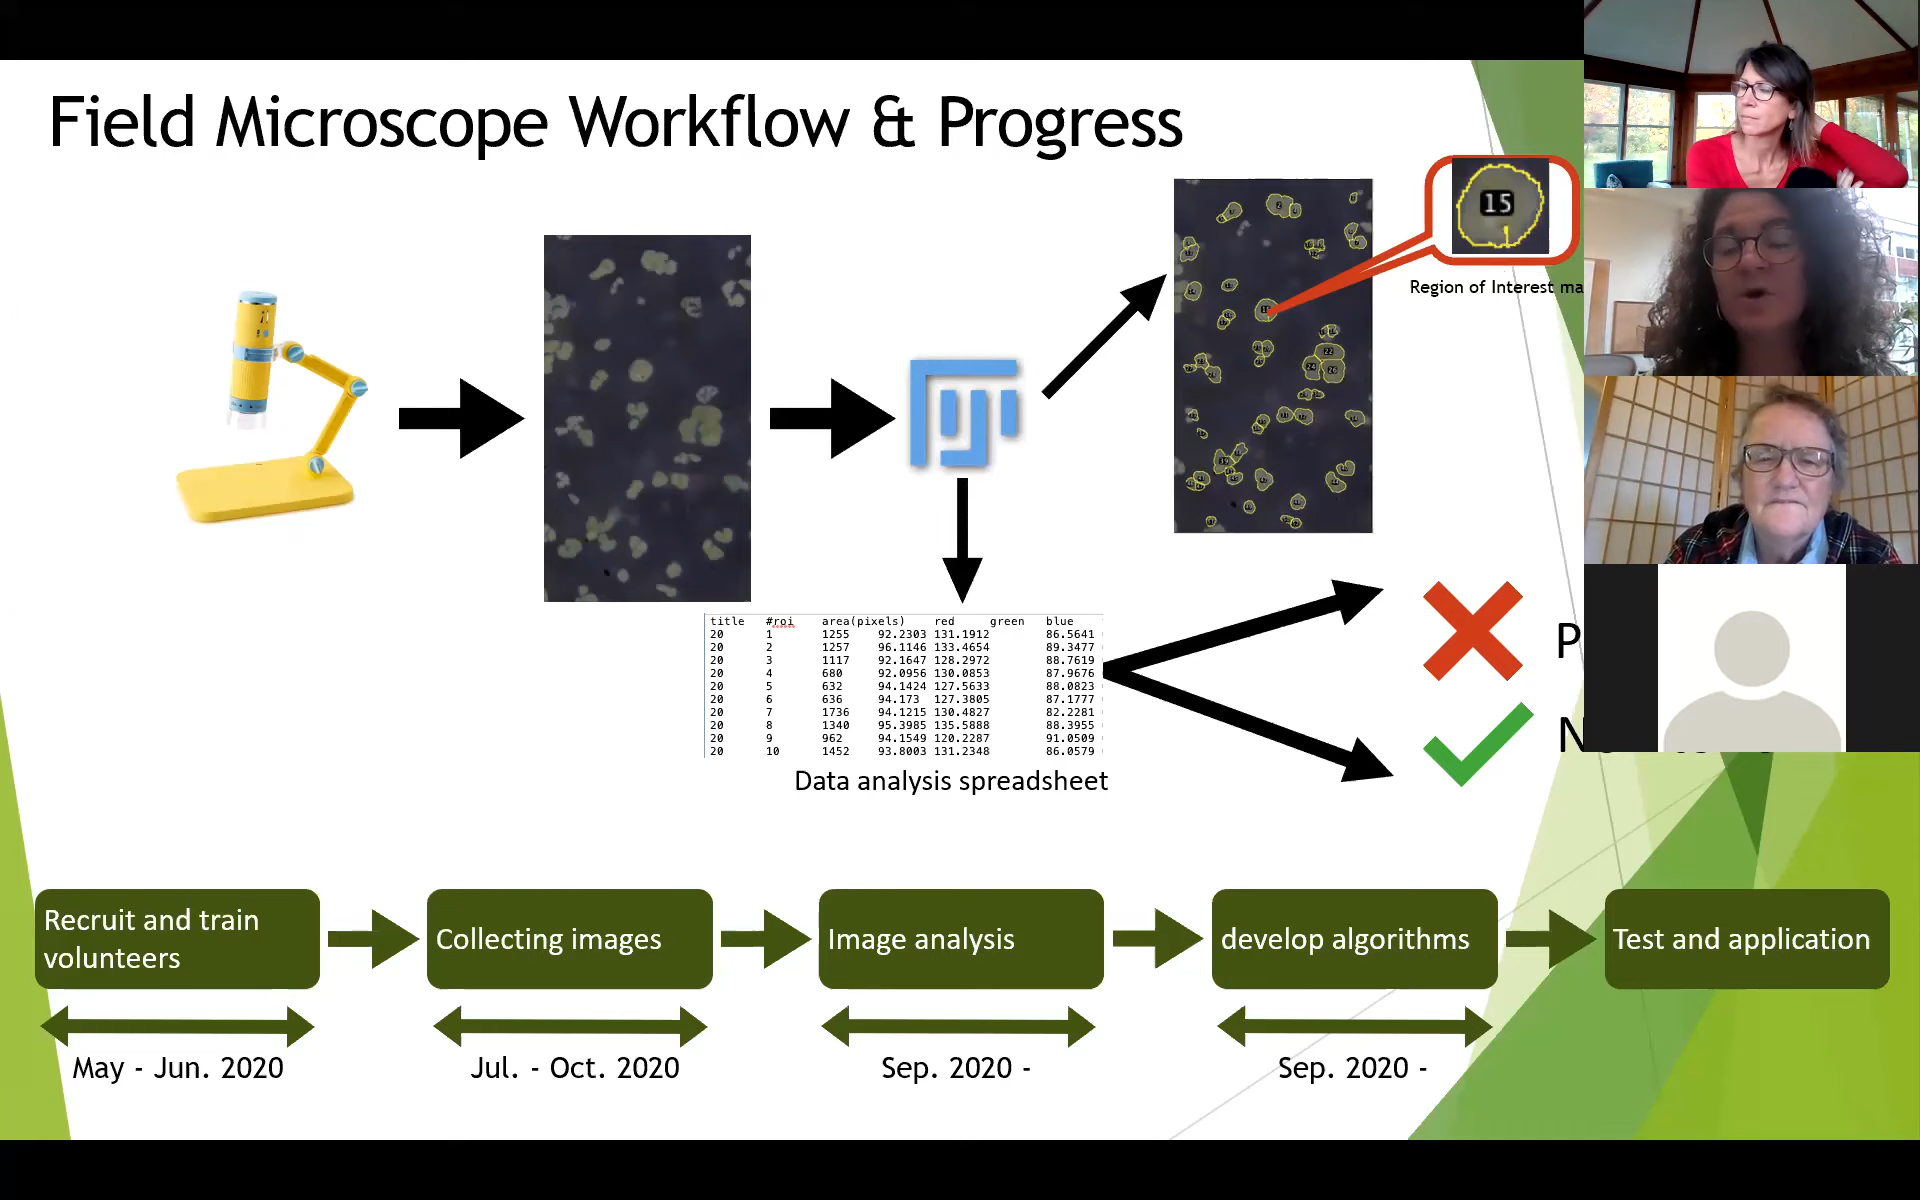 Field Microscope Workflow & Progress
15
Region of Interest ma
title #roi area(pixels) red green blue
20 1 1255 92.2303 131.1912 86.5641
20 2 1257 96.1146 133.4654 89.3477
20 3 1117 92.1647 128.2972 88.7619
20 4 680 92.0956 130.0853 87.9676
20 5 632 94.1424 127.5633 88.0823
20 6 636 94.173 127.3805 87.1777
20 7 1736 94.1215 130.4827 82.2281
20 8 1340 95.3985 135.5888 88.3955
20 9 962 94.1549 120.2287 91.0509
20 10 1452 93.8003 131.2348 86.0579
Data analysis spreadsheet
P
N
Recruit and train
volunteers
Collecting images
Image analysis
develop algorithms
Test and application
May - Jun. 2020
Jul. - Oct. 2020
Sep. 2020 -
Sep. 2020 -